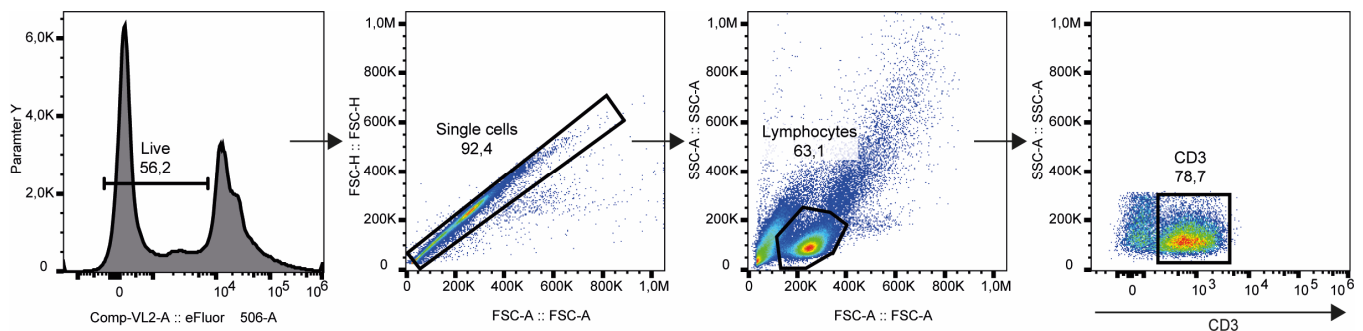 6,0K
4,0K
2,0K
0
Paramter Y
Live
56,2
0 10^4 10^5 10^6
Comp-VL2-A :: eFluor 506-A
1,0M
800K
600K
400K
200K
0
FSC-H :: FSC-H
Single cells
92,4
200K 400K 600K 800K 1,0M
FSC-A :: FSC-A
1,0M
800K
600K
400K
200K
0
SSC-A :: SSC-A
Lymphocytes
63,1
0 200K 400K 600K 800K 1,0M
FSC-A :: FSC-A
1,0M
800K
600K
400K
200K
0
SSC-A :: SSC-A
CD3
78,7
0 10^3 10^4 10^5 10^6
CD3